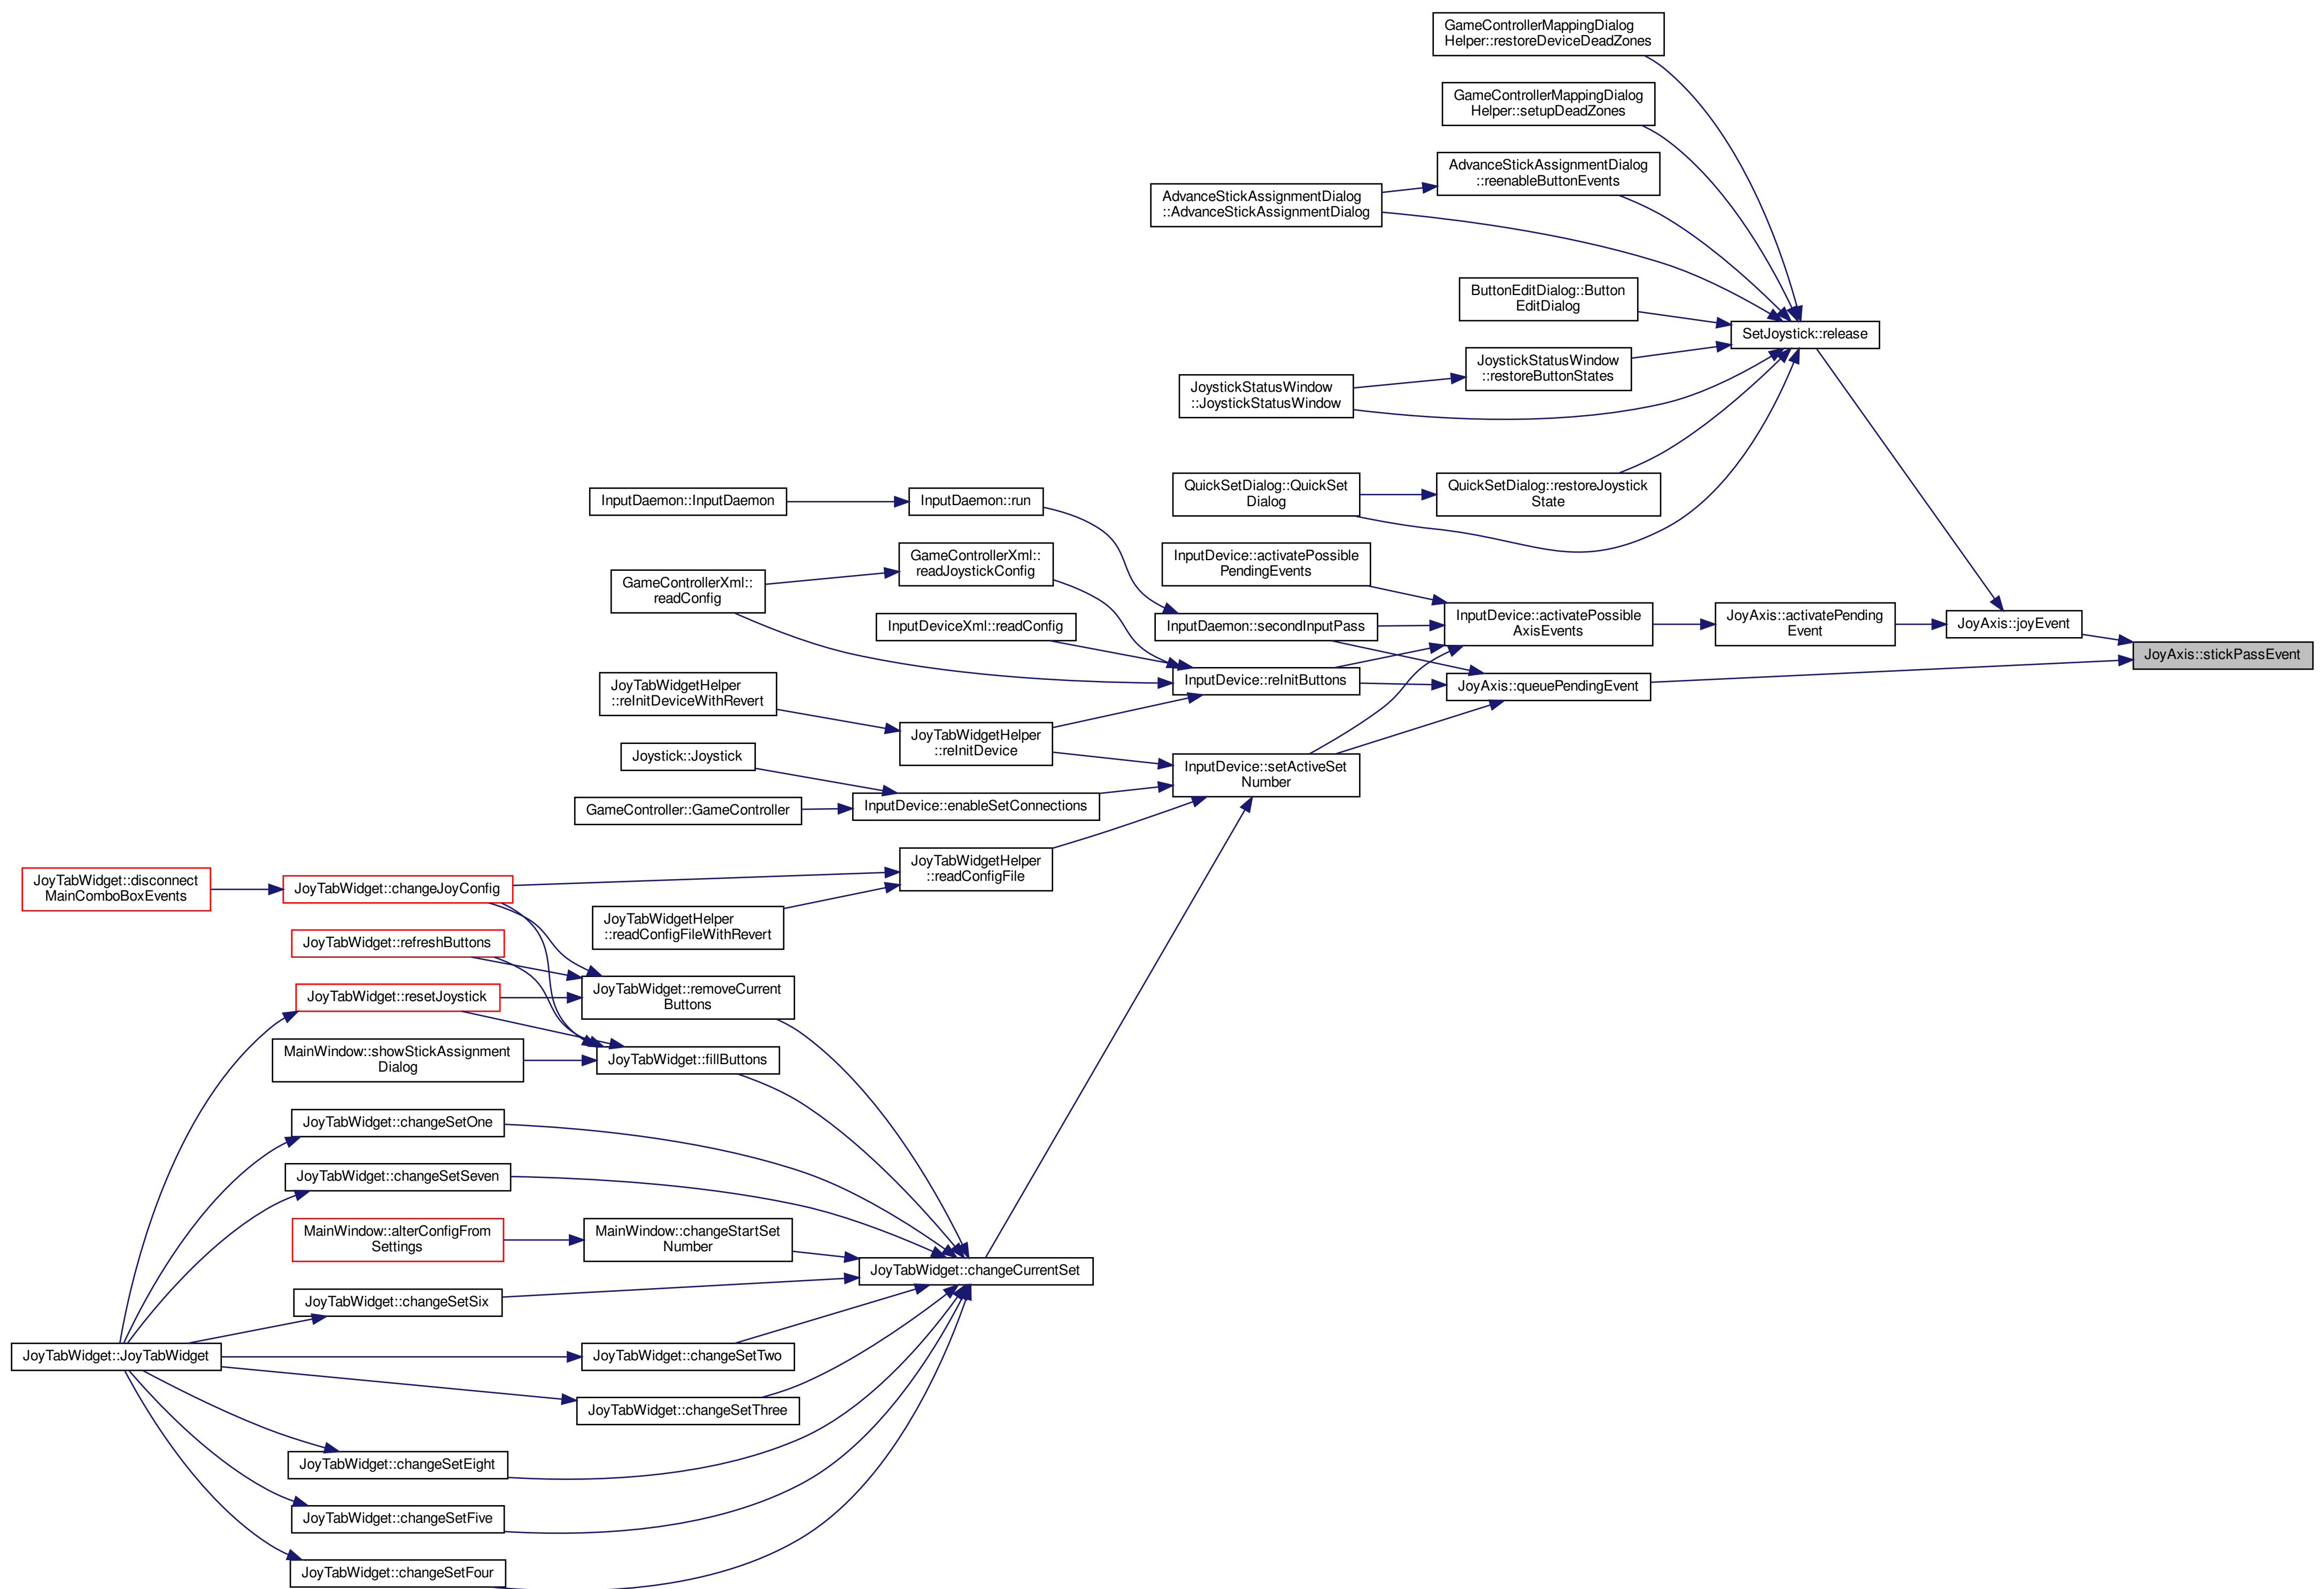 GameControllerMappingDialog
Helper::restoreDeviceDeadZones
GameControllerMappingDialog
Helper::setupDeadZones
AdvanceStickAssignmentDialog
::reenableButtonEvents
AdvanceStickAssignmentDialog
::AdvanceStickAssignmentDialog
ButtonEditDialog::Button
EditDialog
SetJoystick::release
JoystickStatusWindow
::restoreButtonStates
JoystickStatusWindow
::JoystickStatusWindow
QuickSetDialog::QuickSet
Dialog
QuickSetDialog::restoreJoystick
State
InputDaemon::InputDaemon
InputDaemon::run
GameControllerXml::
readJoystickConfig
InputDevice::activatePossible
PendingEvents
GameControllerXml::
readConfig
InputDeviceXml::readConfig
InputDaemon::secondInputPass
InputDevice::activatePossible
AxisEvents
JoyAxis::activatePending
Event
JoyAxis::joyEvent
JoyAxis::stickPassEvent
InputDevice::reInitButtons
JoyAxis::queuePendingEvent
JoyTabWidgetHelper
::reInitDeviceWithRevert
JoyTabWidgetHelper
::reInitDevice
Joystick::Joystick
InputDevice::setActiveSet
Number
GameController::GameController
InputDevice::enableSetConnections
JoyTabWidgetHelper
::readConfigFile
JoyTabWidget::disconnect
MainComboBoxEvents
JoyTabWidget::changeJoyConfig
JoyTabWidgetHelper
::readConfigFileWithRevert
JoyTabWidget::refreshButtons
JoyTabWidget::resetJoystick
JoyTabWidget::removeCurrent
Buttons
MainWindow::showStickAssignment
Dialog
JoyTabWidget::fillButtons
JoyTabWidget::changeSetOne
JoyTabWidget::changeSetSeven
MainWindow::alterConfigFrom
Settings
MainWindow::changeStartSet
Number
JoyTabWidget::changeCurrentSet
JoyTabWidget::changeSetSix
JoyTabWidget::JoyTabWidget
JoyTabWidget::changeSetTwo
JoyTabWidget::changeSetThree
JoyTabWidget::changeSetEight
JoyTabWidget::changeSetFive
JoyTabWidget::changeSetFour